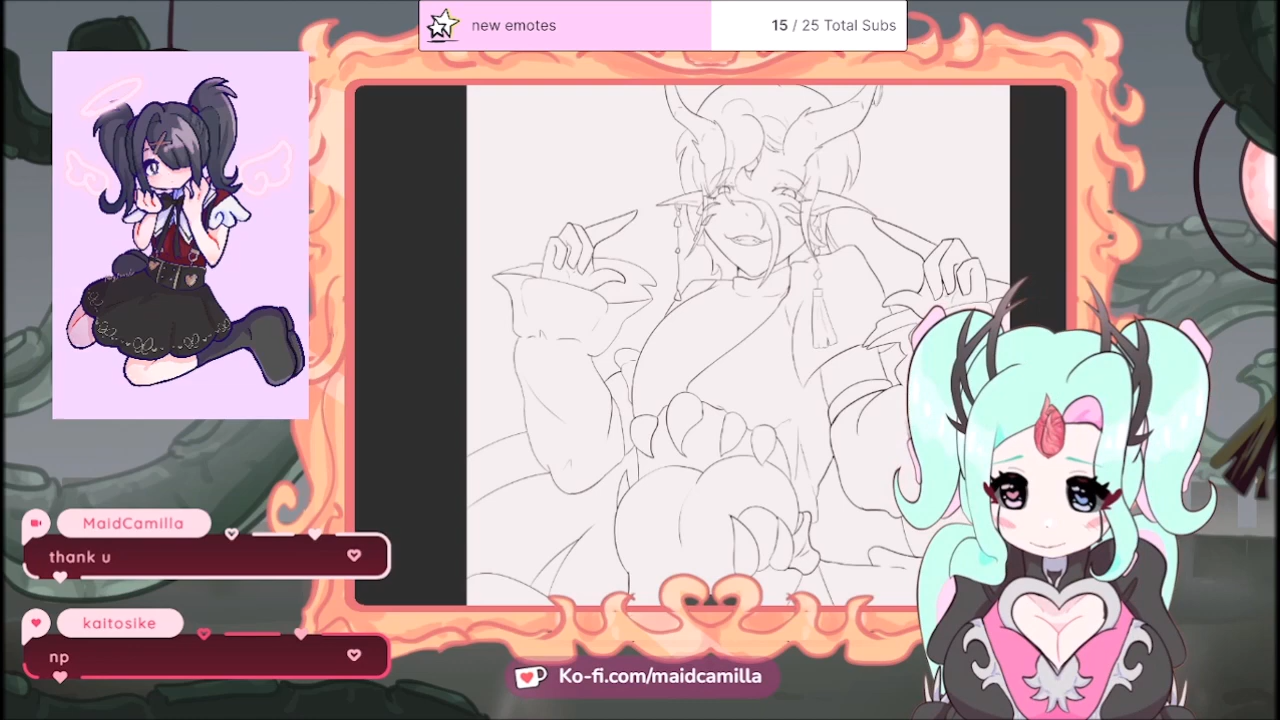 new emotes
15 / 25 Total Subs
MaidCamilla
thank u
kaitosike
np
Ko-fi.com/maidcamilla